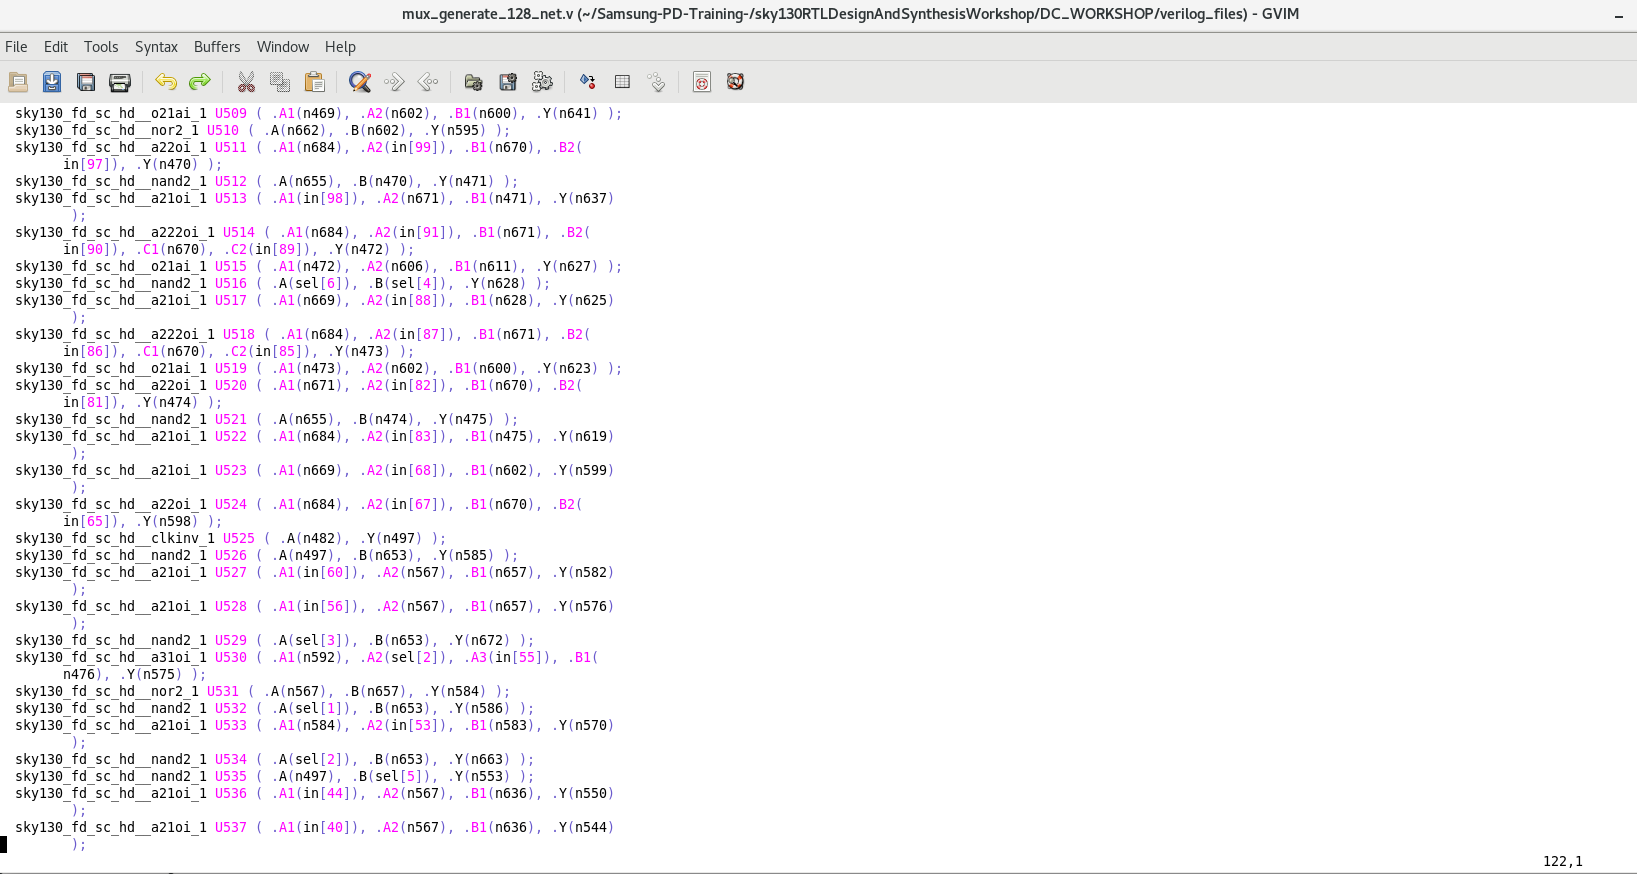 mux_generate_128_net.v (~/Samsung-PD-Training-/sky130RTLDesignAndSynthesisWorkshop/DC_WORKSHOP/verilog_files) - GVIM
File Edit Tools Syntax Buffers Window Help
sky130_fd_sc_hd__o21ai_1 U509 ( .A1(n469), .A2(n602), .B1(n600), .Y(n641) );
sky130_fd_sc_hd__nor2_1 U510 ( .A(n662), .B(n602), .Y(n595) );
sky130_fd_sc_hd__a22oi_1 U511 ( .A1(n684), .A2(in[99]), .B1(n670), .B2(
in[97]), .Y(n470) );
sky130_fd_sc_hd__nand2_1 U512 ( .A(n655), .B(n470), .Y(n471) );
sky130_fd_sc_hd__a21oi_1 U513 ( .A1(in[98]), .A2(n671), .B1(n471), .Y(n637)
);
sky130_fd_sc_hd__a222oi_1 U514 ( .A1(n684), .A2(in[91]), .B1(n671), .B2(
in[90]), .C1(n670), .C2(in[89]), .Y(n472) );
sky130_fd_sc_hd__o21ai_1 U515 ( .A1(n472), .A2(n606), .B1(n611), .Y(n627) );
sky130_fd_sc_hd__nand2_1 U516 ( .A(sel[6]), .B(sel[4]), .Y(n628) );
sky130_fd_sc_hd__a21oi_1 U517 ( .A1(n669), .A2(in[88]), .B1(n628), .Y(n625)
);
sky130_fd_sc_hd__a222oi_1 U518 ( .A1(n684), .A2(in[87]), .B1(n671), .B2(
in[86]), .C1(n670), .C2(in[85]), .Y(n473) );
sky130_fd_sc_hd__o21ai_1 U519 ( .A1(n473), .A2(n602), .B1(n600), .Y(n623) );
sky130_fd_sc_hd__a22oi_1 U520 ( .A1(n671), .A2(in[82]), .B1(n670), .B2(
in[81]), .Y(n474) );
sky130_fd_sc_hd__nand2_1 U521 ( .A(n655), .B(n474), .Y(n475) );
sky130_fd_sc_hd__a21oi_1 U522 ( .A1(n684), .A2(in[83]), .B1(n475), .Y(n619)
);
sky130_fd_sc_hd__a21oi_1 U523 ( .A1(n669), .A2(in[68]), .B1(n602), .Y(n599)
);
sky130_fd_sc_hd__a22oi_1 U524 ( .A1(n684), .A2(in[67]), .B1(n670), .B2(
in[65]), .Y(n598) );
sky130_fd_sc_hd__clkinv_1 U525 ( .A(n482), .Y(n497) );
sky130_fd_sc_hd__nand2_1 U526 ( .A(n497), .B(n653), .Y(n585) );
sky130_fd_sc_hd__a21oi_1 U527 ( .A1(in[60]), .A2(n567), .B1(n657), .Y(n582)
);
sky130_fd_sc_hd__a21oi_1 U528 ( .A1(in[56]), .A2(n567), .B1(n657), .Y(n576)
);
sky130_fd_sc_hd__nand2_1 U529 ( .A(sel[3]), .B(n653), .Y(n672) );
sky130_fd_sc_hd__a31oi_1 U530 ( .A1(n592), .A2(sel[2]), .A3(in[55]), .B1(
n476), .Y(n575) );
sky130_fd_sc_hd__nor2_1 U531 ( .A(n567), .B(n657), .Y(n584) );
sky130_fd_sc_hd__nand2_1 U532 ( .A(sel[1]), .B(n653), .Y(n586) );
sky130_fd_sc_hd__a21oi_1 U533 ( .A1(n584), .A2(in[53]), .B1(n583), .Y(n570)
);
sky130_fd_sc_hd__nand2_1 U534 ( .A(sel[2]), .B(n653), .Y(n663) );
sky130_fd_sc_hd__nand2_1 U535 ( .A(n497), .B(sel[5]), .Y(n553) );
sky130_fd_sc_hd__a21oi_1 U536 ( .A1(in[44]), .A2(n567), .B1(n636), .Y(n550)
);
sky130_fd_sc_hd__a21oi_1 U537 ( .A1(in[40]), .A2(n567), .B1(n636), .Y(n544)
);
122,1